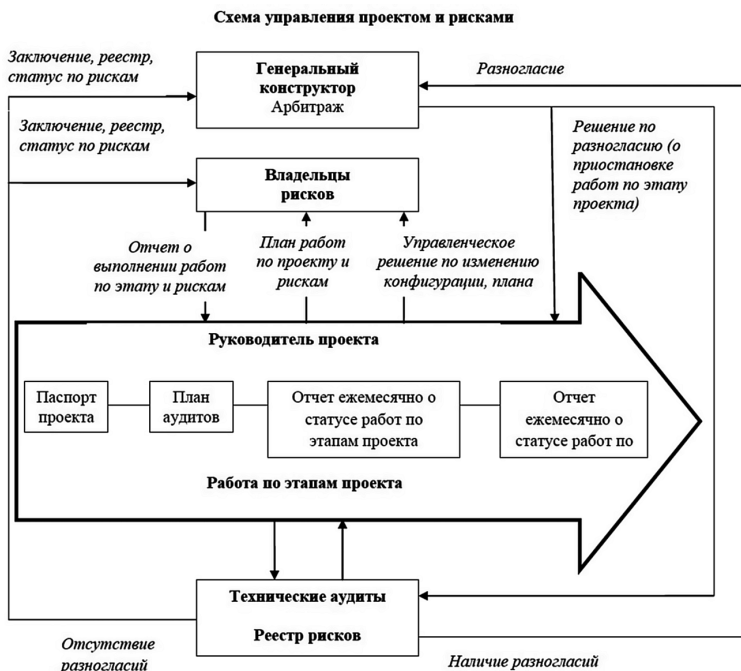 Схема управления проектом и рисками
Заключение, реестр,
статус по рискам
Генеральный
конструктор
Арбитраж
Разногласие
Заключение, реестр,
статус по рискам
Решение по
разногласию (о
приостановке
работ по этапу
проекта)
Владельцы
рисков
Отчет о
выполнении работ
по этапу и рискам
План работ
по проекту и
рискам
Управленческое
решение по изменению
конфигурации, плана
Руководитель проекта
Паспорт
проекта
План
аудитов
Отчет ежемесячно о
статусе работ по
этапам проекта
Отчет
ежемесячно о
статусе работ по
Работа по этапам проекта
Технические аудиты
Реестр рисков
Отсутствие
разногласий
Наличие разногласий